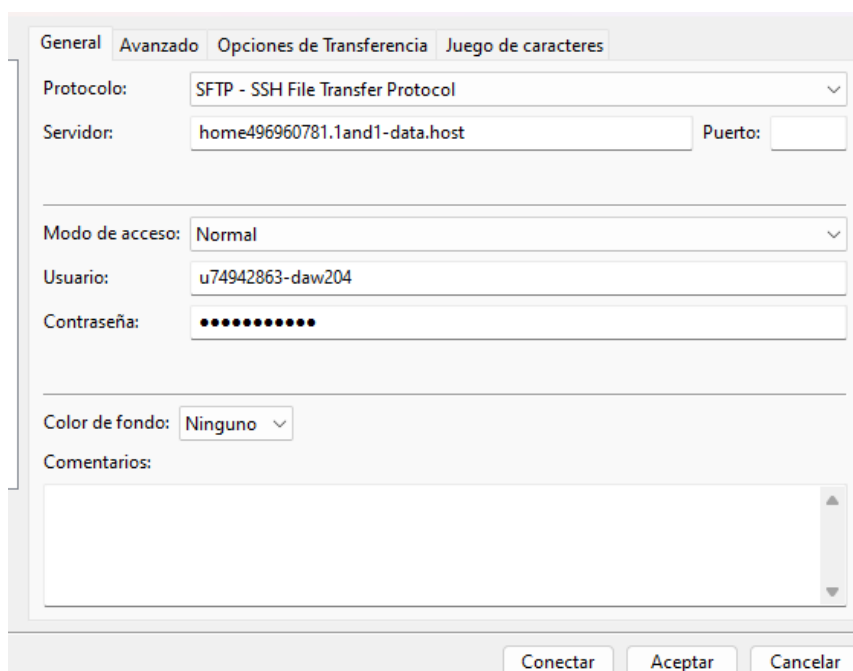 General Avanzado Opciones de Transferencia Juego de caracteres
Protocolo: SFTP - SSH File Transfer Protocol
Servidor: home496960781.1and1-data.host Puerto:
Modo de acceso: Normal
Usuario: u74942863-daw204
Contraseña: ●●●●●●●●●●●
Color de fondo: Ninguno
Comentarios:
Conectar Aceptar Cancelar